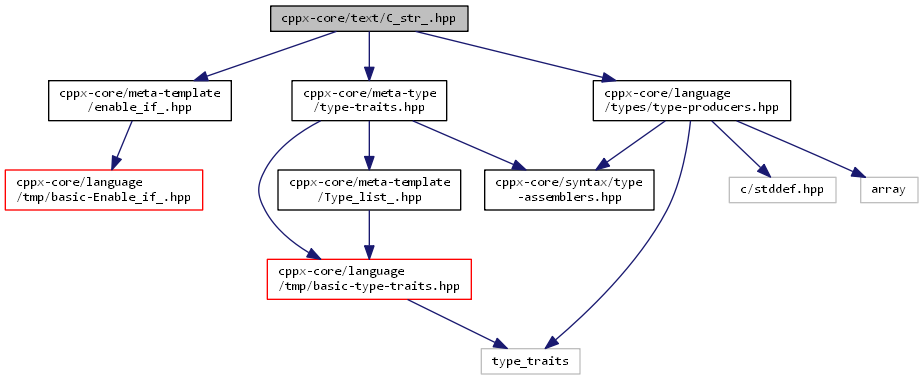 cppx-core/text/C_str_.hpp
cppx-core/meta-template
/enable_if_.hpp
cppx-core/meta-type
/type-traits.hpp
cppx-core/language
/types/type-producers.hpp
cppx-core/language
/tmp/basic-Enable_if_.hpp
cppx-core/meta-template
/Type_list_.hpp
cppx-core/syntax/type
-assemblers.hpp
c/stddef.hpp
array
cppx-core/language
/tmp/basic-type-traits.hpp
type_traits